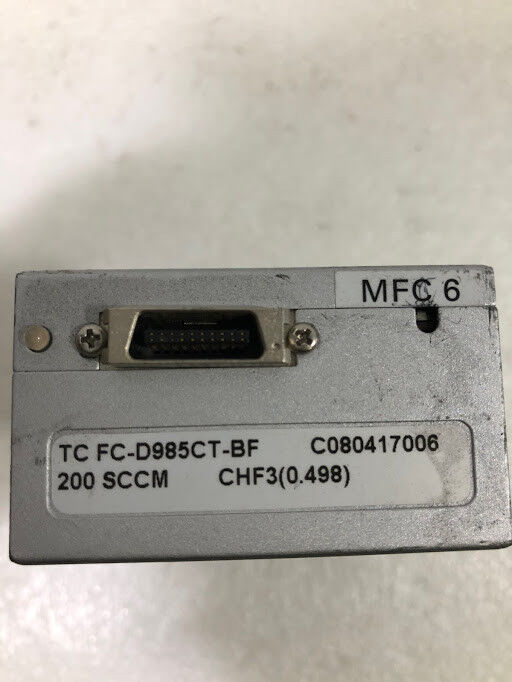 MFC 6
TC FC-D985CT-BF C080417006
200 SCCM CHF3(0.498)